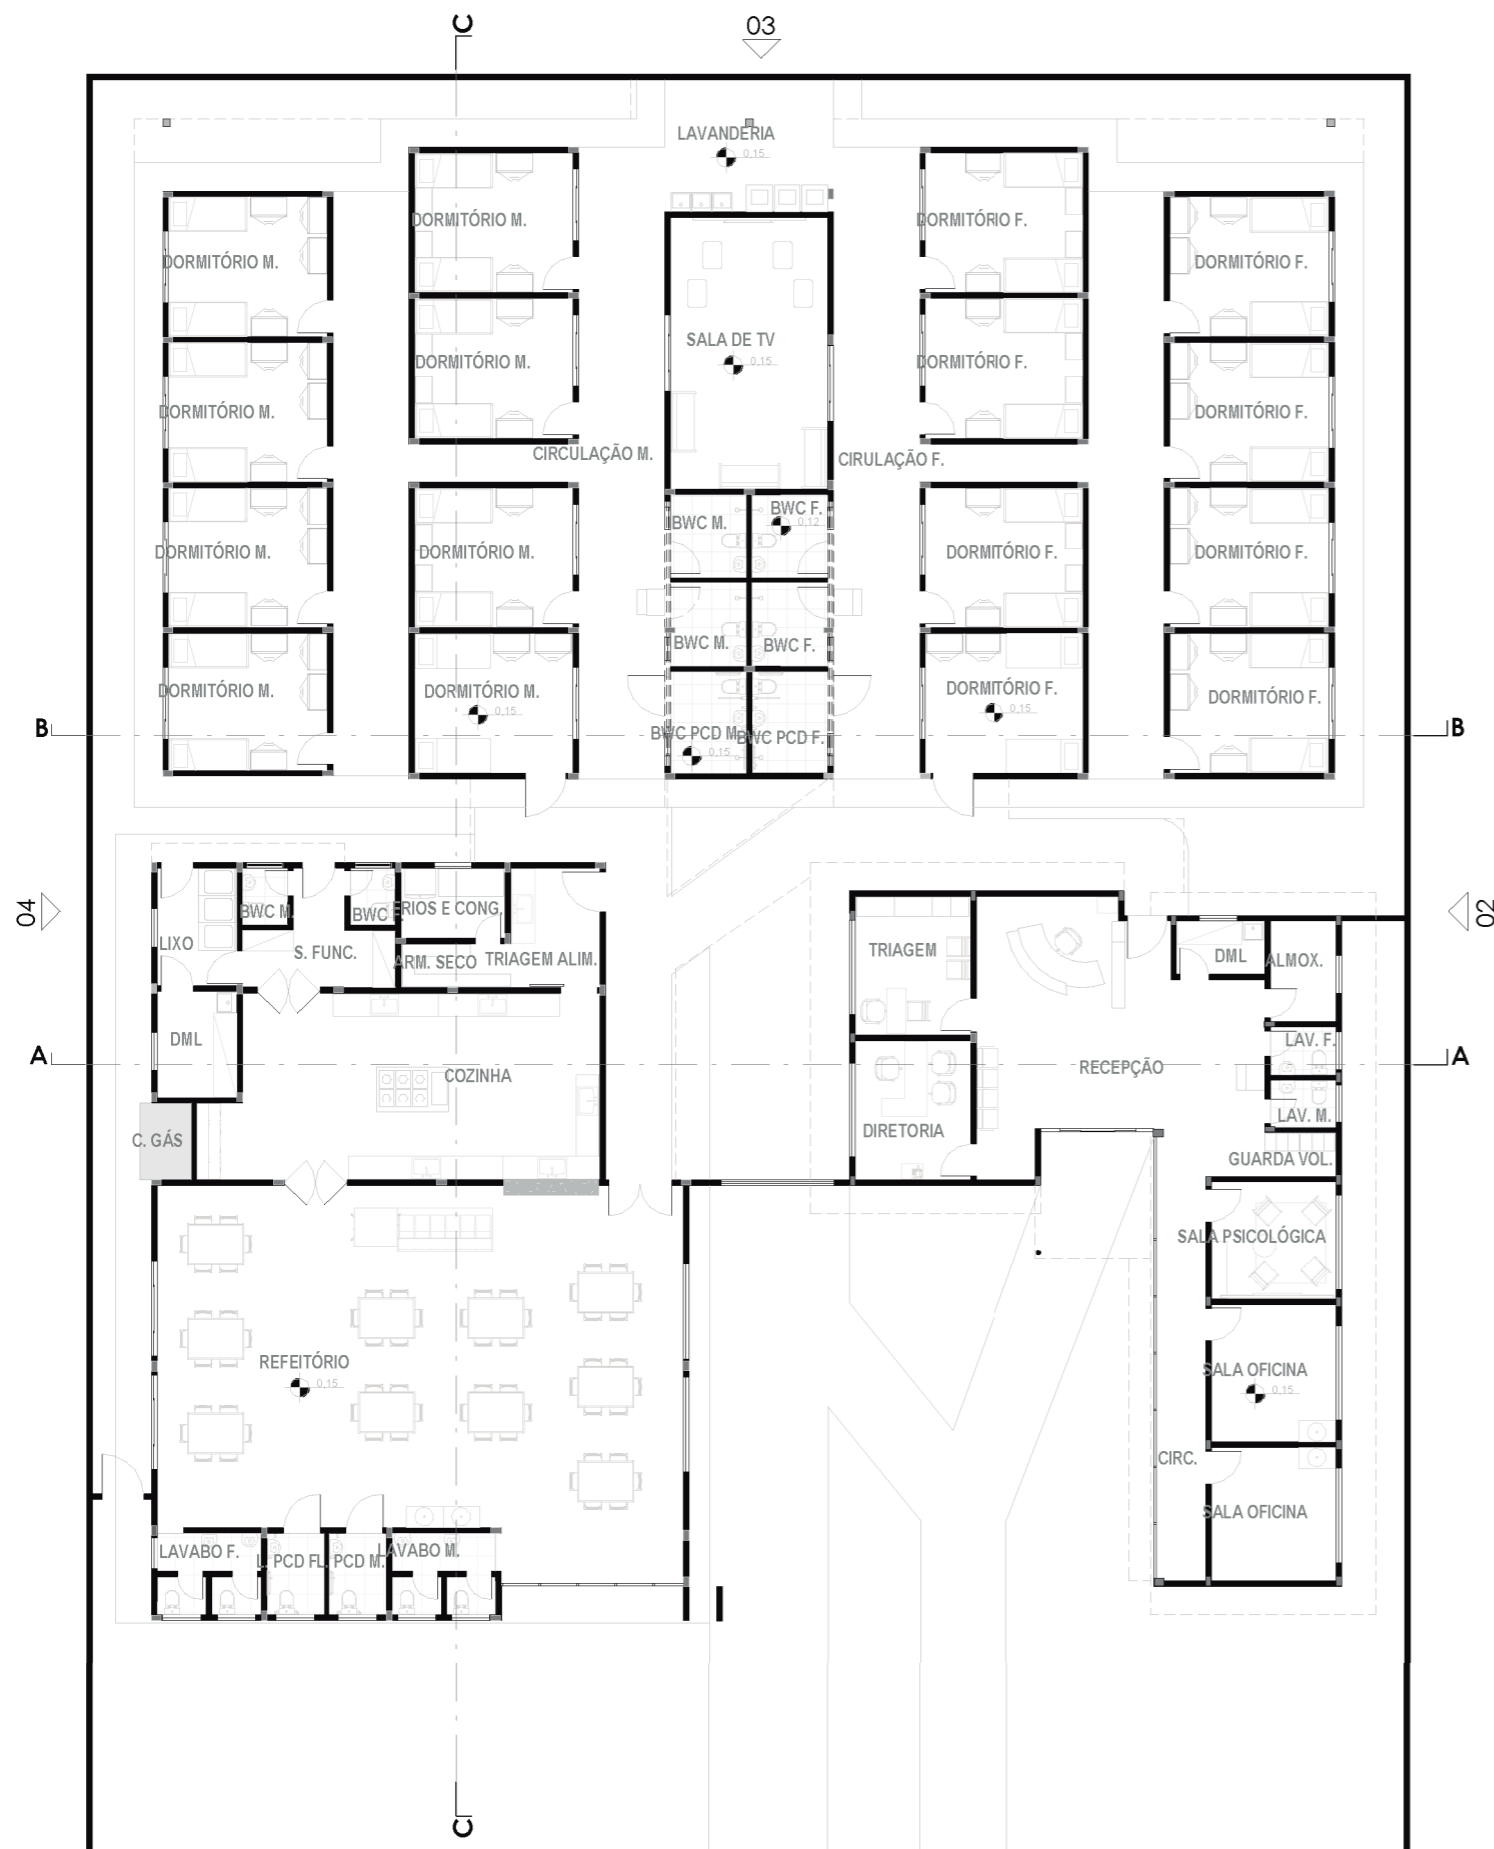 C
03
LAVANDERIA
0,15
DORMITÓRIO M.
DORMITÓRIO F.
DORMITÓRIO M.
DORMITÓRIO F.
SALA DE TV
0,15
DORMITÓRIO M.
DORMITÓRIO F.
DORMITÓRIO M.
DORMITÓRIO F.
CIRCULAÇÃO M.
CIRULAÇÃO F.
BWC M.
BWC F.
0,12
DORMITÓRIO M.
DORMITÓRIO M.
DORMITÓRIO F.
DORMITÓRIO F.
BWC M.
BWC F.
DORMITÓRIO M.
DORMITÓRIO M.
0,15
DORMITÓRIO F.
0,15
DORMITÓRIO F.
BWC PCD M.
0,15
BWC PCD F.
B
B
04
02
BWC M.
BWC
ERIOS E CONG.
LIXO
S. FUNC.
ARM. SECO
TRIAGEM ALIM.
TRIAGEM
DML
ALMOX.
DML
LAV. F.
A
A
COZINHA
RECEPÇÃO
C. GÁS
DIRETORIA
LAV. M.
GUARDA VOL.
SALA PSICOLÓGICA
REFEITÓRIO
0,15
SALA OFICINA
0,15
CIRC.
SALA OFICINA
LAVABO F.
PCD F
PCD M.
LAVABO M.
C